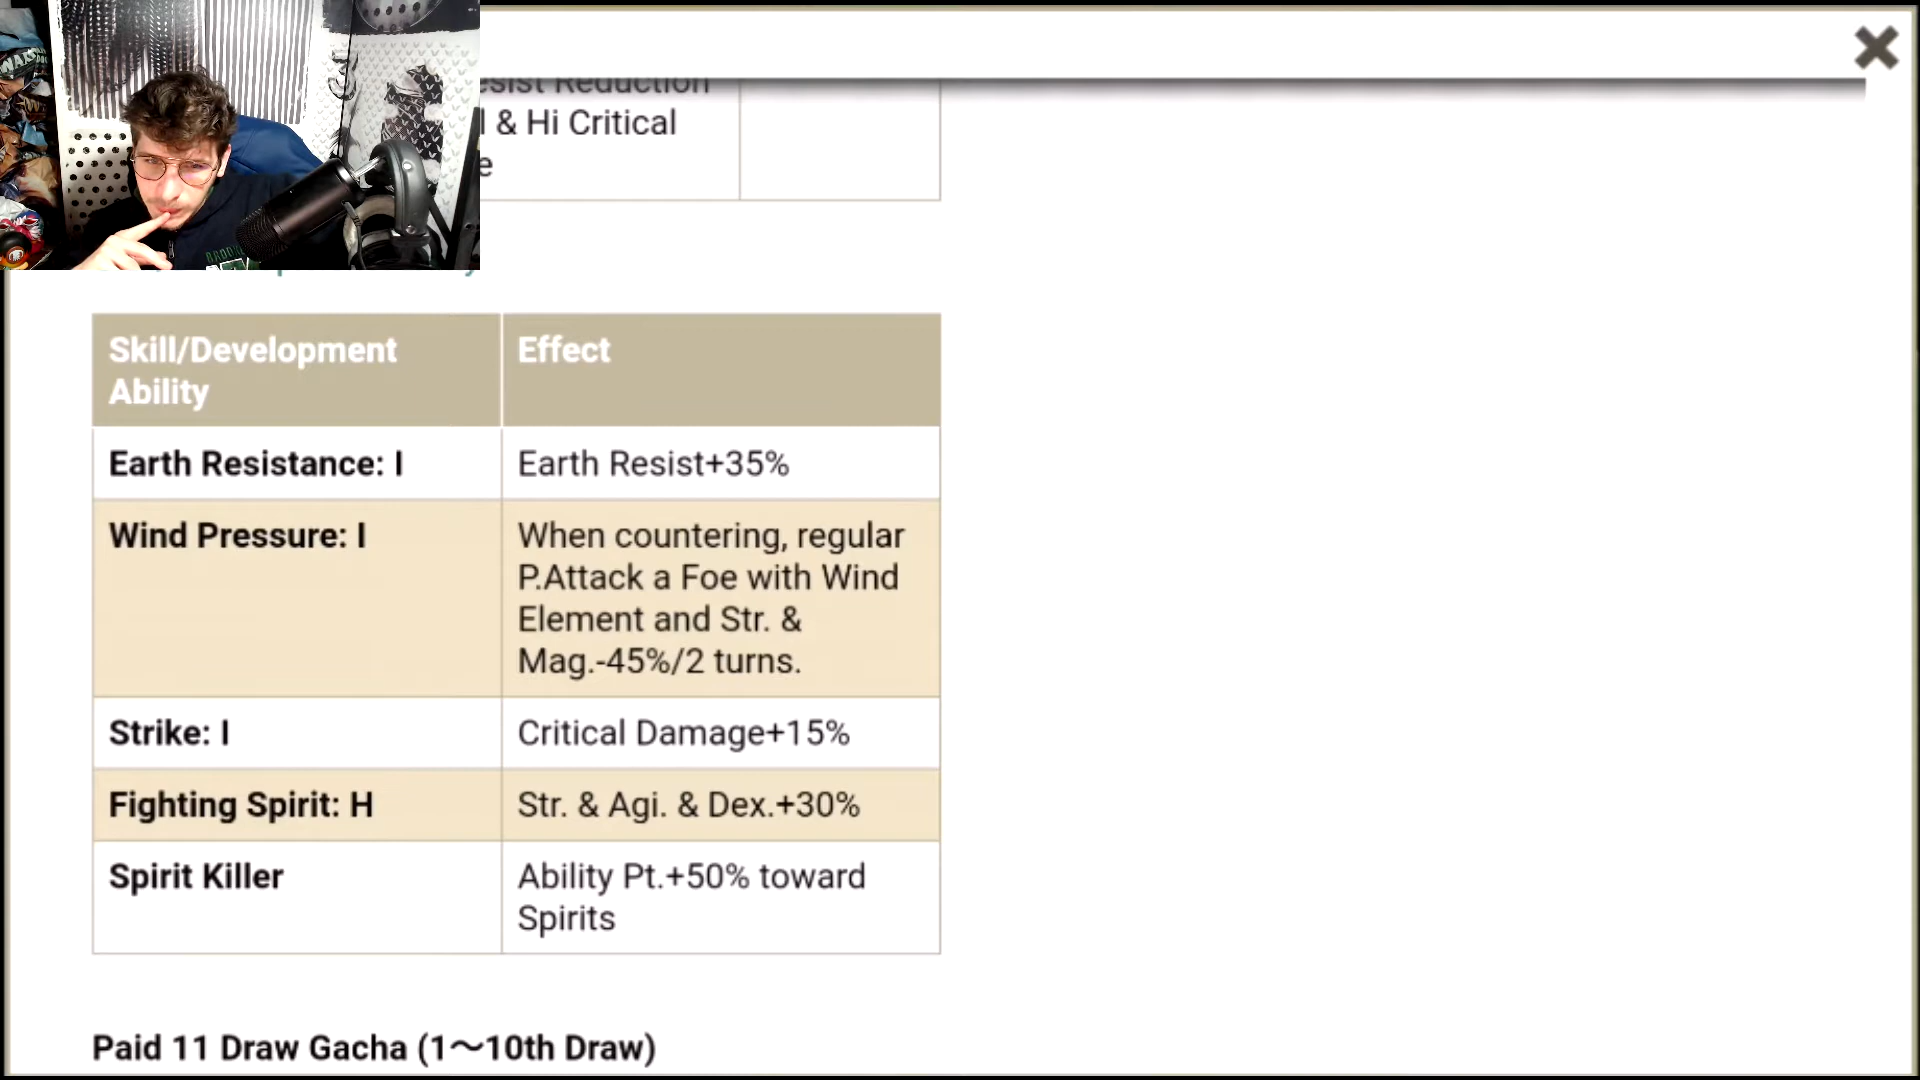 Resist Reduction
l & Hi Critical
e
Skill/Development
Ability
Effect
Earth Resistance: I
Earth Resist+35%
Wind Pressure: I
When countering, regular
P.Attack a Foe with Wind
Element and Str. &
Mag.-45%/2 turns.
Strike: I
Critical Damage+15%
Fighting Spirit: H
Str. & Agi. & Dex.+30%
Spirit Killer
Ability Pt.+50% toward
Spirits
Paid 11 Draw Gacha (1～10th Draw)